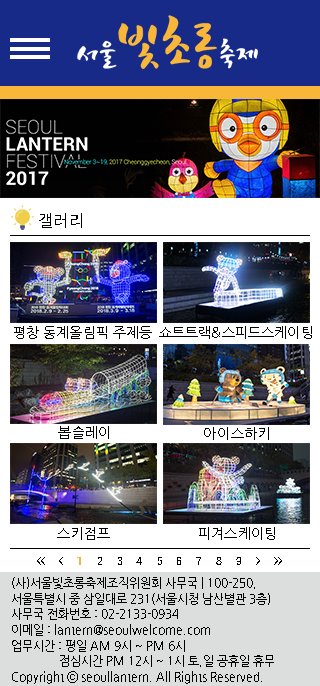 서울 빛초롱축제
SEOUL
LANTERN
FESTIVAL
2017
November 3~19, 2017 Cheonggyecheon, Seoul
갤러리
평창 동계올림픽 주제등 쇼트트랙&스피드스케이팅
봅슬레이 아이스하키
스키점프 피겨스케이팅
« < 1 2 3 4 5 6 7 8 9 > »
(사)서울빛초롱축제조직위원회 사무국 | 100-250,
서울특별시 중 삼일대로 231(서울시청 남산별관 3층)
사무국 전화번호 : 02-2133-0934
이메일 : lantern@seoulwelcome.com
업무시간 : 평일 AM 9시 ~ PM 6시
점심시간 PM 12시 ~ 1시 토,일 공휴일 휴무
Copyright ⓒ seoullantern. All Rights Reserved.